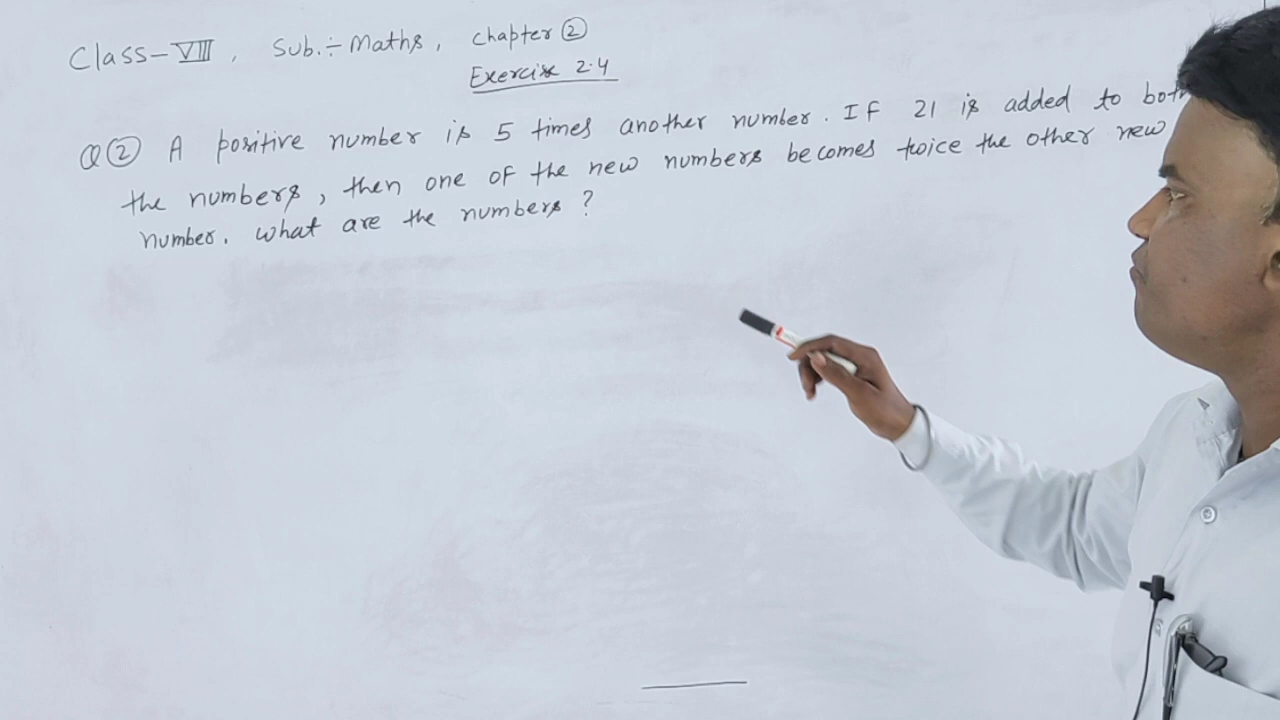 Class-VIII, Sub.÷Maths, Chapter ②
Exercise 2.4
Q② A positive number is 5 times another number. If 21 is added to both
the numbers, then one of the new numbers becomes twice the other new
number. What are the numbers?